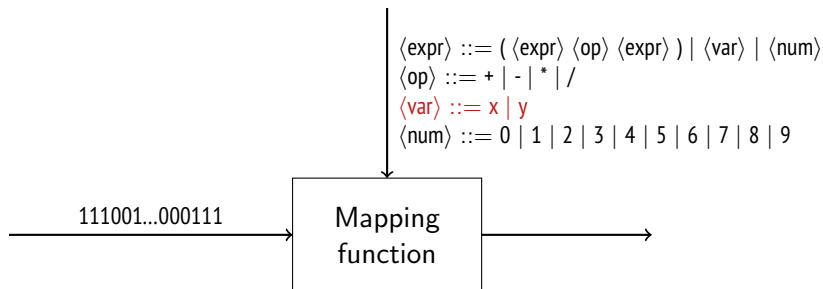 ⟨expr⟩ ::= ( ⟨expr⟩ ⟨op⟩ ⟨expr⟩ ) | ⟨var⟩ | ⟨num⟩
⟨op⟩ ::= + | - | * | /
⟨var⟩ ::= x | y
⟨num⟩ ::= 0 | 1 | 2 | 3 | 4 | 5 | 6 | 7 | 8 | 9
111001...000111
Mapping
function